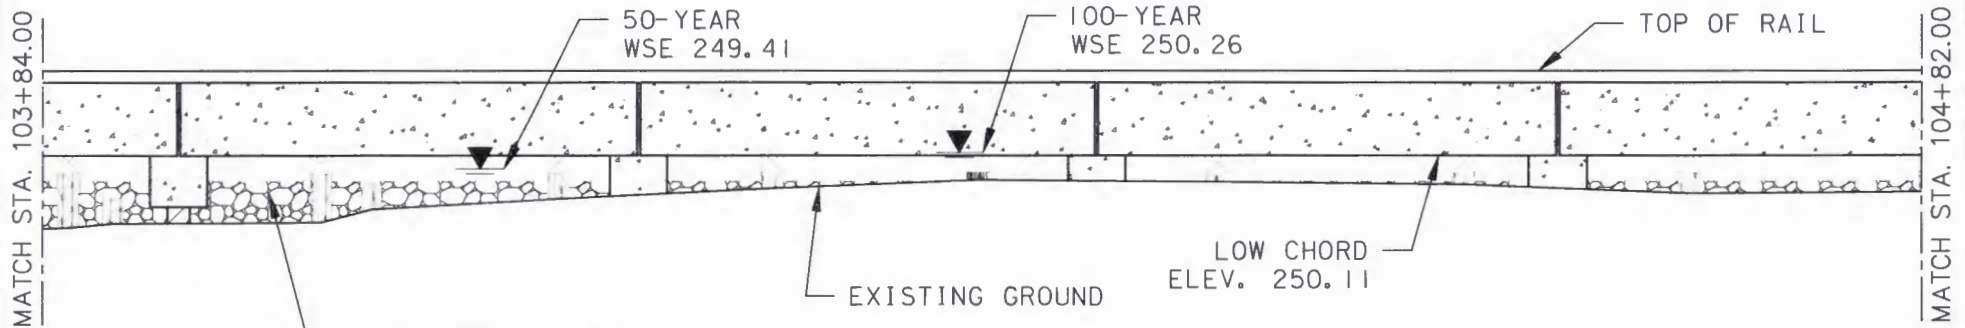 MATCH STA. 103+84.00
50-YEAR
WSE 249.41
100-YEAR
WSE 250.26
TOP OF RAIL
MATCH STA. 104+82.00
LOW CHORD
ELEV. 250.11
EXISTING GROUND